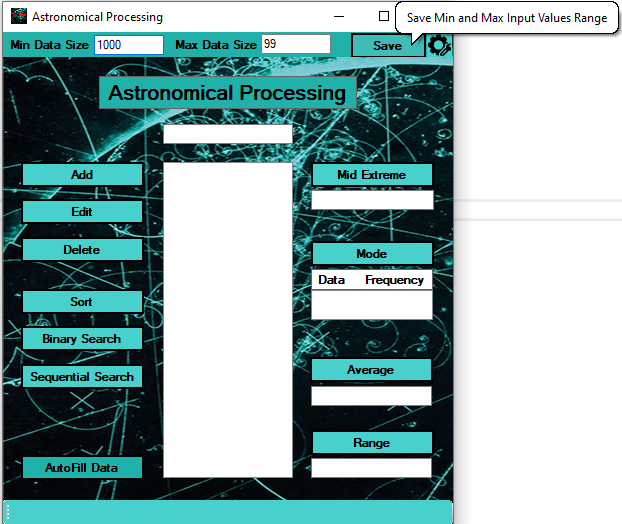 Astronomical Processing
Save Min and Max Input Values Range
Min Data Size 1000 Max Data Size 99 Save
Astronomical Processing
Add
Mid Extreme
Edit
Delete
Mode
Data Frequency
Sort
Binary Search
Sequential Search
Average
Range
AutoFill Data